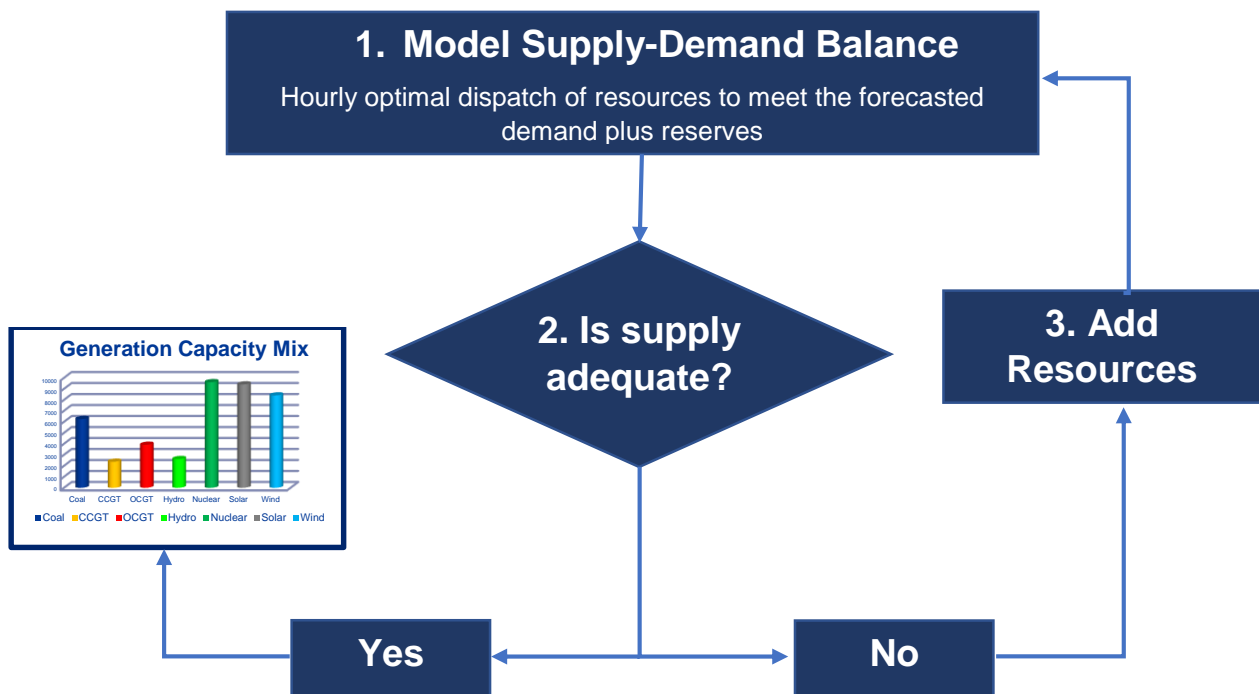 1. Model Supply-Demand Balance
Hourly optimal dispatch of resources to meet the forecasted
demand plus reserves
2. Is supply
adequate?
3. Add
Resources
Generation Capacity Mix
10000
9000
8000
7000
6000
5000
4000
3000
2000
1000
0
Coal CCGT OCGT Hydro Nuclear Solar Wind
Coal CCGT OCGT Hydro Nuclear Solar Wind
Yes
No